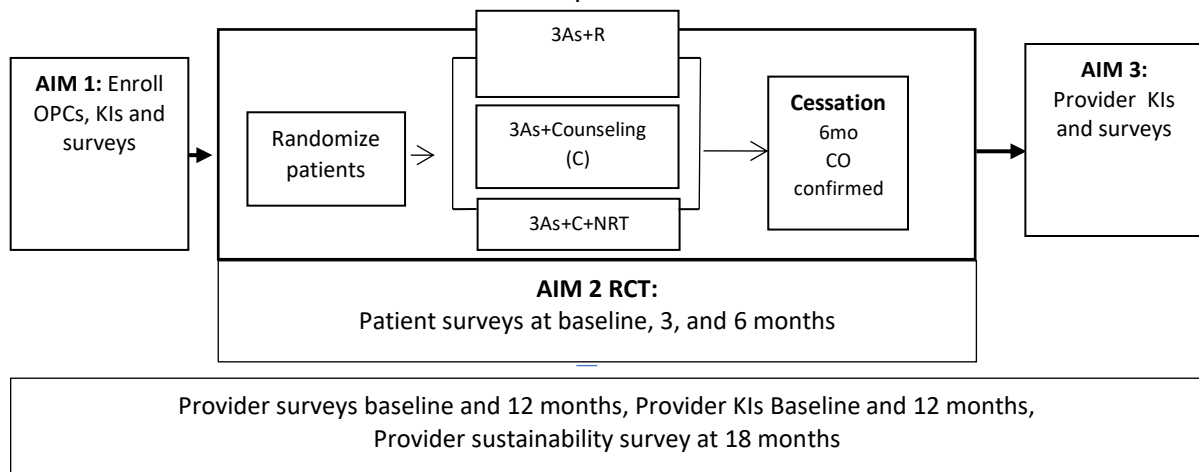 3As+R
AIM 1: Enroll
OPCs, KIs and
surveys
Randomize
patients
3As+Counseling
(C)
3As+C+NRT
Cessation
6mo
CO
confirmed
AIM 3:
Provider KIs
and surveys
AIM 2 RCT:
Patient surveys at baseline, 3, and 6 months
Provider surveys baseline and 12 months, Provider KIs Baseline and 12 months,
Provider sustainability survey at 18 months